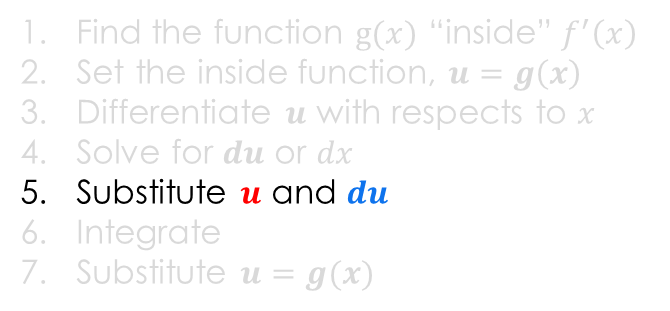 1. Find the function g(x) “inside” f′(x)
2. Set the inside function, u = g(x)
3. Differentiate u with respects to x
4. Solve for du or dx
5. Substitute u and du
6. Integrate
7. Substitute u = g(x)